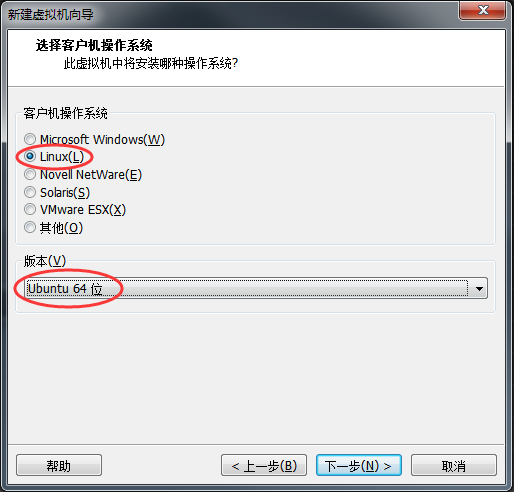 新建虚拟机向导
选择客户机操作系统
此虚拟机中将安装哪种操作系统?
客户机操作系统
Microsoft Windows(W)
Linux(L)
Novell NetWare(E)
Solaris(S)
VMware ESX(X)
其他(O)
版本(V)
Ubuntu 64 位
帮助
< 上一步(B)
下一步(N) >
取消